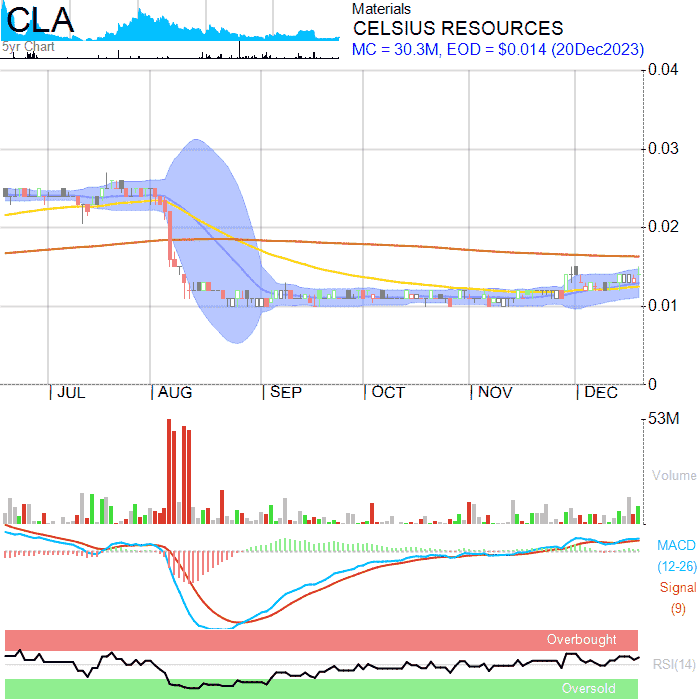 CLA
5yr Chart
Materials
CELSIUS RESOURCES
MC = 30.3M, EOD = $0.014 (20Dec2023)
0.04
0.03
0.02
0.01
0
JUL AUG SEP OCT NOV DEC
53M
Volume
MACD
(12-26)
Signal
(9)
Overbought
RSI(14)
Oversold